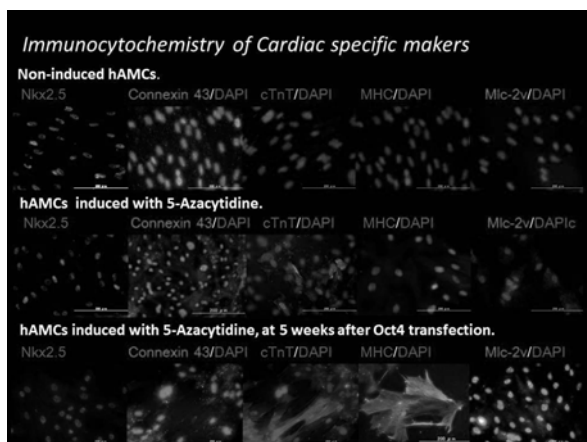 Immunocytochemistry of Cardiac specific makers
Non-induced hAMCs.
Nkx2.5 Connexin 43/DAPI cTnT/DAPI MHC/DAPI Mlc-2v/DAPI
hAMCs induced with 5-Azacytidine.
Nkx2.5 Connexin 43/DAPI cTnT/DAPI MHC/DAPI Mlc-2v/DAPIc
hAMCs induced with 5-Azacytidine, at 5 weeks after Oct4 transfection.
Nkx2.5 Connexin 43/DAPI cTnT/DAPI MHC/DAPI Mlc-2v/DAPI